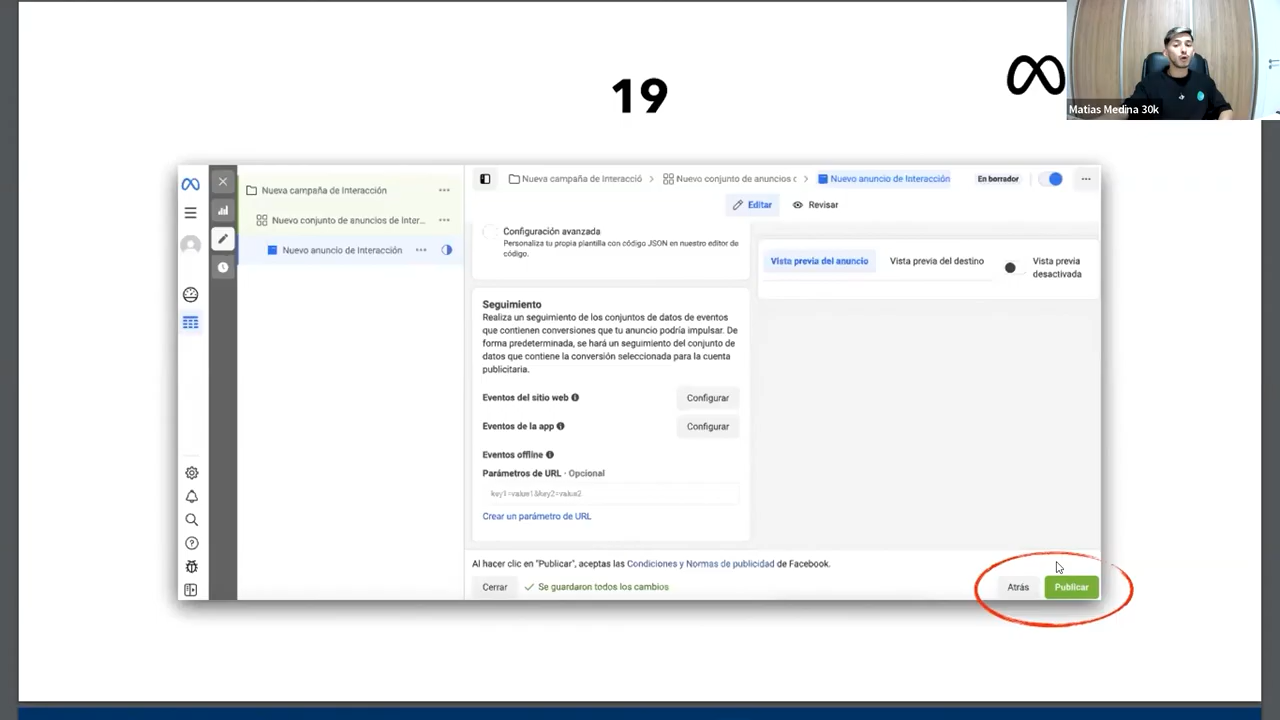 19
Matias Medina 30k
Nueva campaña de Interacción
Nuevo conjunto de anuncios de Inter...
Nuevo anuncio de Interacción
Nueva campaña de Interacció
Nuevo conjunto de anuncios c
Nuevo anuncio de Interacción
En borrador
Editar
Revisar
Configuración avanzada
Personaliza tu propia plantilla con código JSON en nuestro editor de
código.
Vista previa del anuncio
Vista previa del destino
Vista previa
desactivada
Seguimiento
Realiza un seguimiento de los conjuntos de datos de eventos
que contienen conversiones que tu anuncio podría impulsar. De
forma predeterminada, se hará un seguimiento del conjunto de
datos que contiene la conversión seleccionada para la cuenta
publicitaria.
Eventos del sitio web
Configurar
Eventos de la app
Configurar
Eventos offline
Parámetros de URL · Opcional
key1=value1&key2=value2
Crear un parámetro de URL
Al hacer clic en "Publicar", aceptas las Condiciones y Normas de publicidad de Facebook.
Cerrar
Se guardaron todos los cambios
Atrás
Publicar